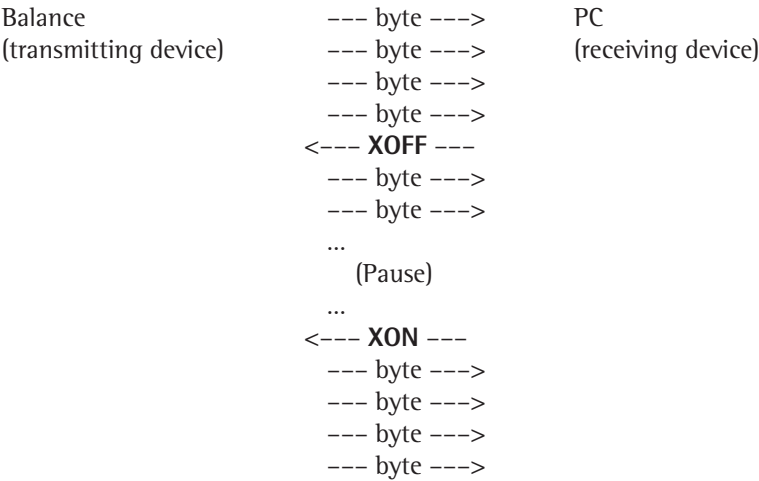 Balance --- byte ---> PC
(transmitting device) --- byte ---> (receiving device)
--- byte --->
--- byte --->
<--- XOFF ---
--- byte --->
--- byte --->
...
(Pause)
...
<--- XON ---
--- byte --->
--- byte --->
--- byte --->
--- byte --->